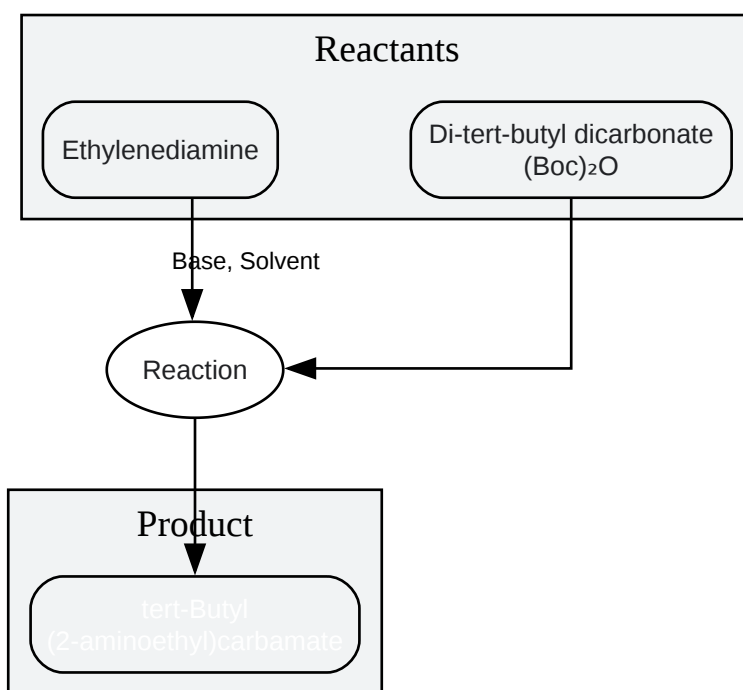 Reactants
Ethylenediamine
Di-tert-butyl dicarbonate
(Boc)₂O
Base, Solvent
Reaction
Product
tert-Butyl
(2-aminoethyl)carbamate